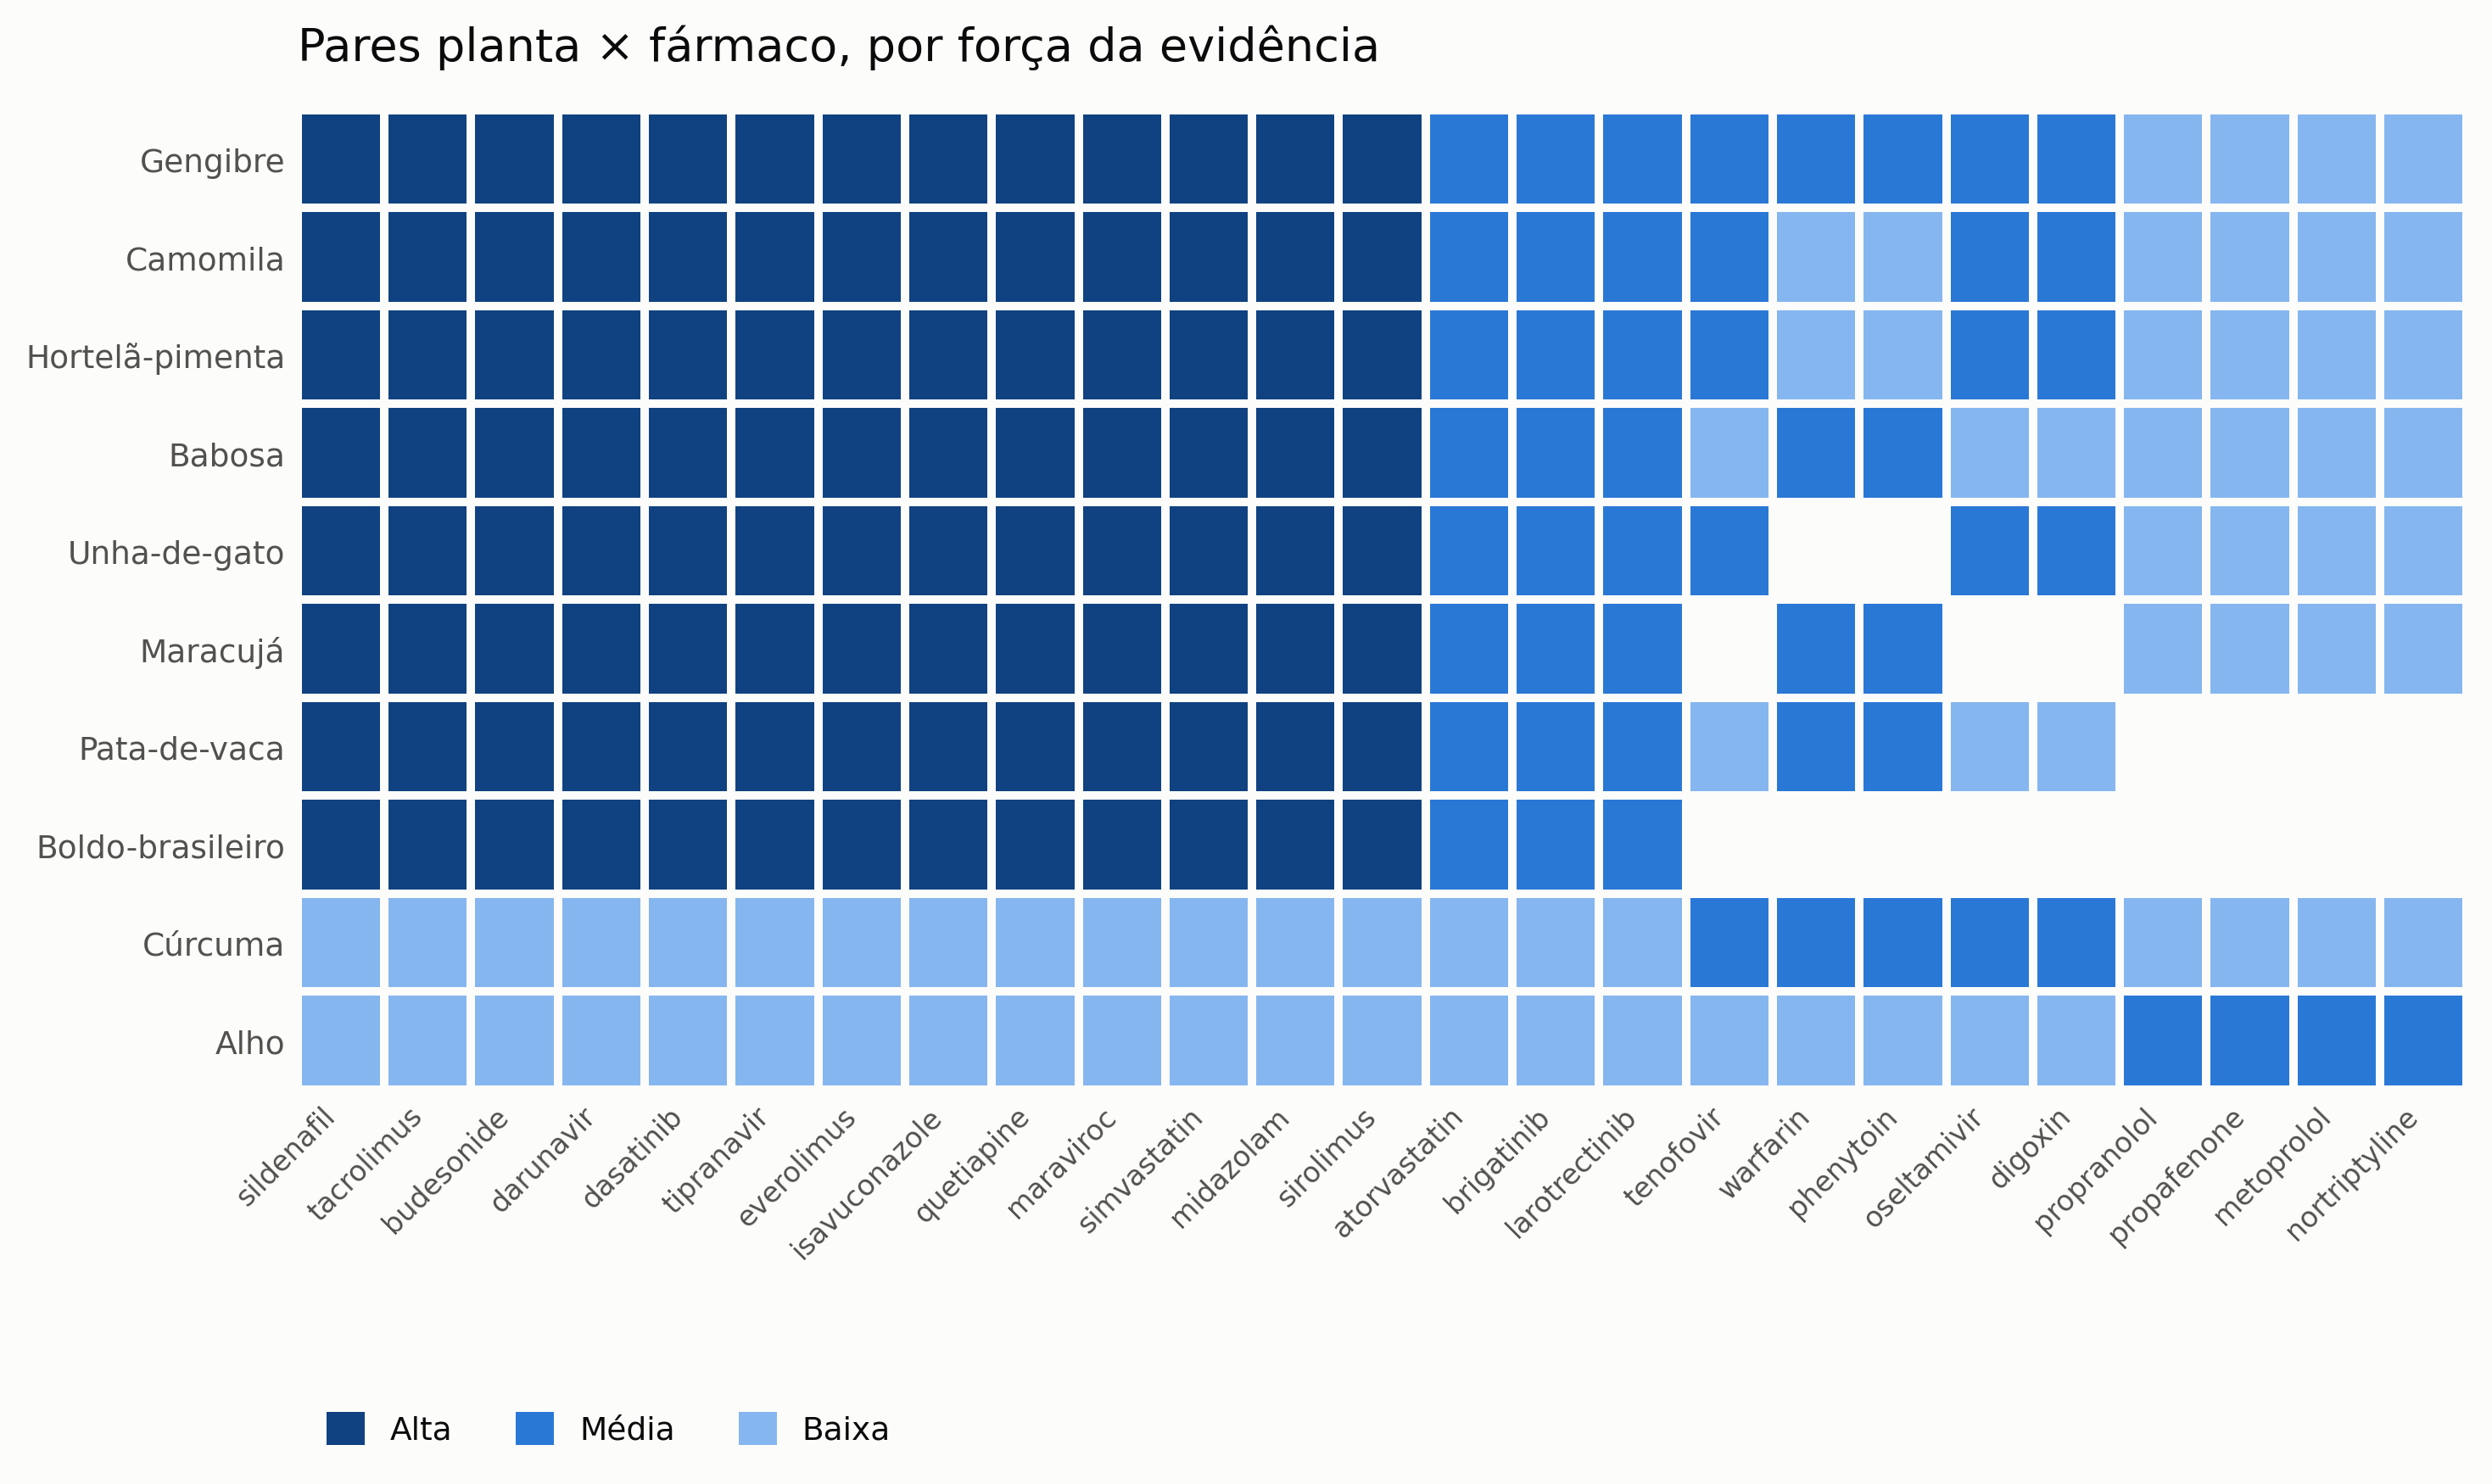 Pares planta × fármaco, por força da evidência
Gengibre
Camomila
Hortelã-pimenta
Babosa
Unha-de-gato
Maracujá
Pata-de-vaca
Boldo-brasileiro
Cúrcuma
Alho
sildenafil
tacrolimus
budesonide
darunavir
dasatinib
tipranavir
everolimus
isavuconazole
quetiapine
maraviroc
simvastatin
midazolam
sirolimus
atorvastatin
brigatinib
larotrectinib
tenofovir
warfarin
phenytoin
oseltamivir
digoxin
propranolol
propafenone
metoprolol
nortriptyline
Alta
Média
Baixa